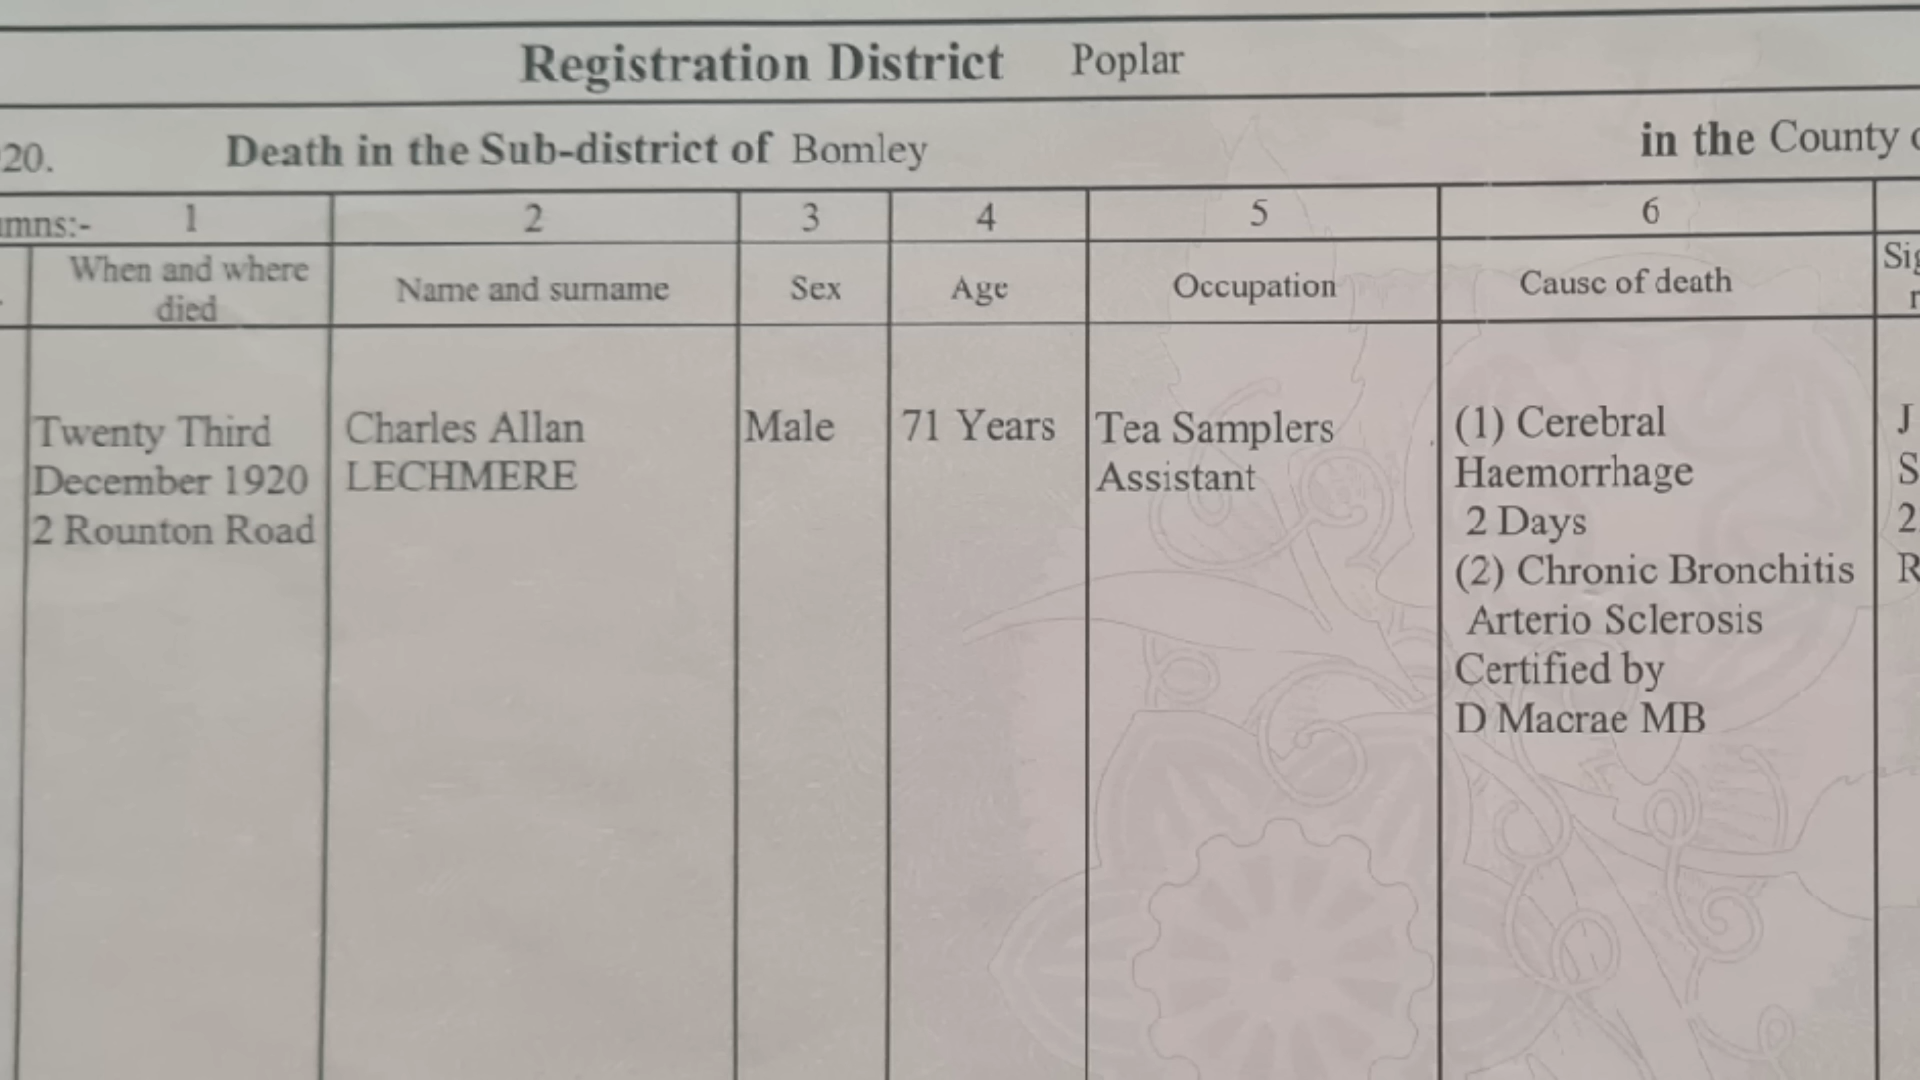 Registration District Poplar
20. Death in the Sub-district of Bomley in the County
mns:- 1 2 3 4 5 6
When and where
died
Name and surname
Sex
Age
Occupation
Cause of death
Sig
Twenty Third
December 1920
2 Rounton Road
Charles Allan
LECHMERE
Male
71 Years
Tea Samplers
Assistant
(1) Cerebral
Haemorrhage
2 Days
(2) Chronic Bronchitis
Arterio Sclerosis
Certified by
D Macrae MB
J
S
2
R